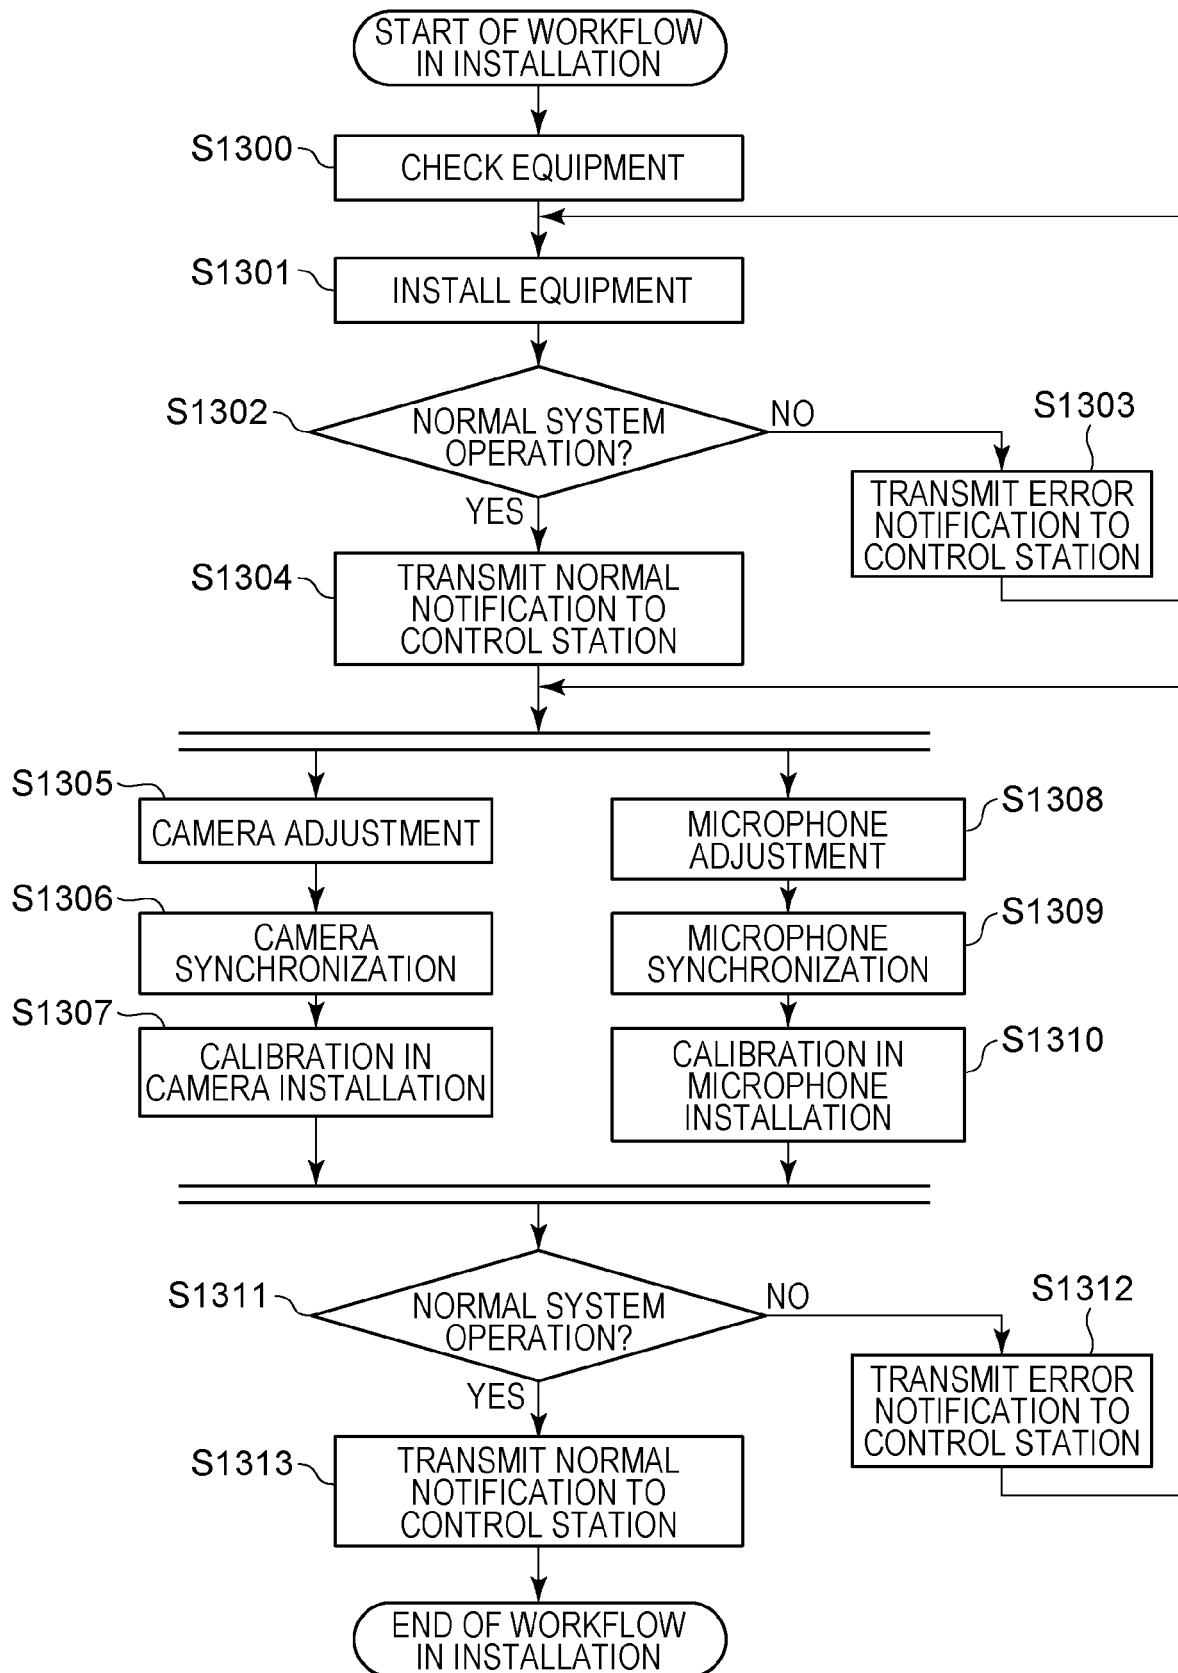 START OF WORKFLOW
IN INSTALLATION
S1300
CHECK EQUIPMENT
S1301
INSTALL EQUIPMENT
S1302
NORMAL SYSTEM
OPERATION?
NO
S1303
TRANSMIT ERROR
NOTIFICATION TO
CONTROL STATION
YES
S1304
TRANSMIT NORMAL
NOTIFICATION TO
CONTROL STATION
S1305
CAMERA ADJUSTMENT
S1306
CAMERA
SYNCHRONIZATION
S1307
CALIBRATION IN
CAMERA INSTALLATION
S1308
MICROPHONE
ADJUSTMENT
S1309
MICROPHONE
SYNCHRONIZATION
S1310
CALIBRATION IN
MICROPHONE
INSTALLATION
S1311
NORMAL SYSTEM
OPERATION?
NO
S1312
TRANSMIT ERROR
NOTIFICATION TO
CONTROL STATION
YES
S1313
TRANSMIT NORMAL
NOTIFICATION TO
CONTROL STATION
END OF WORKFLOW
IN INSTALLATION